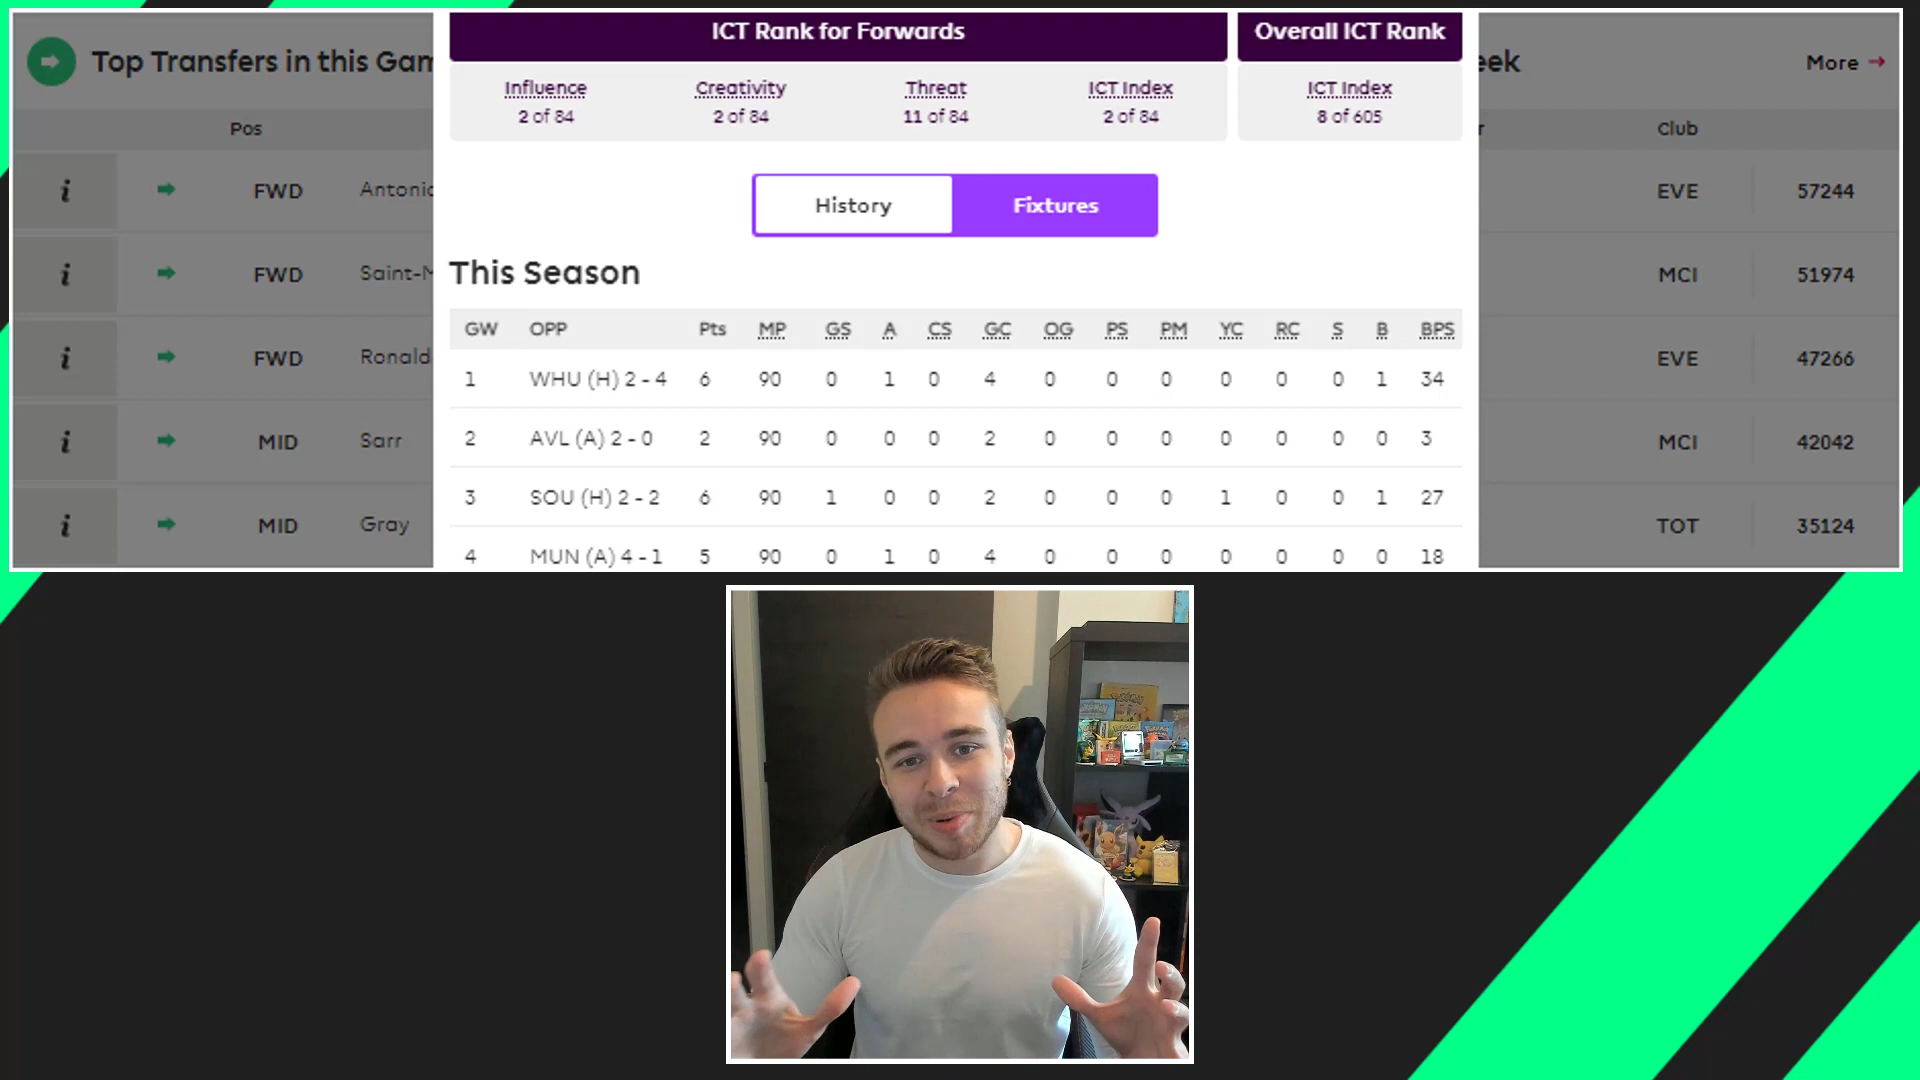 Top Transfers in this Gam
Pos
FWD Antonio
FWD Saint-M
FWD Ronald
MID Sarr
MID Gray
ICT Rank for Forwards Overall ICT Rank
Influence Creativity Threat ICT Index ICT Index
2 of 84 2 of 84 11 of 84 2 of 84 8 of 605
History Fixtures
This Season
GW OPP Pts MP GS A CS GC OG PS PM YC RC S B BPS
1 WHU (H) 2 - 4 6 90 0 1 0 4 0 0 0 0 0 0 1 34
2 AVL (A) 2 - 0 2 90 0 0 0 2 0 0 0 0 0 0 0 3
3 SOU (H) 2 - 2 6 90 1 0 0 2 0 0 0 1 0 0 1 27
4 MUN (A) 4 - 1 5 90 0 1 0 4 0 0 0 0 0 0 0 18
eek More
Club
EVE 57244
MCI 51974
EVE 47266
MCI 42042
TOT 35124